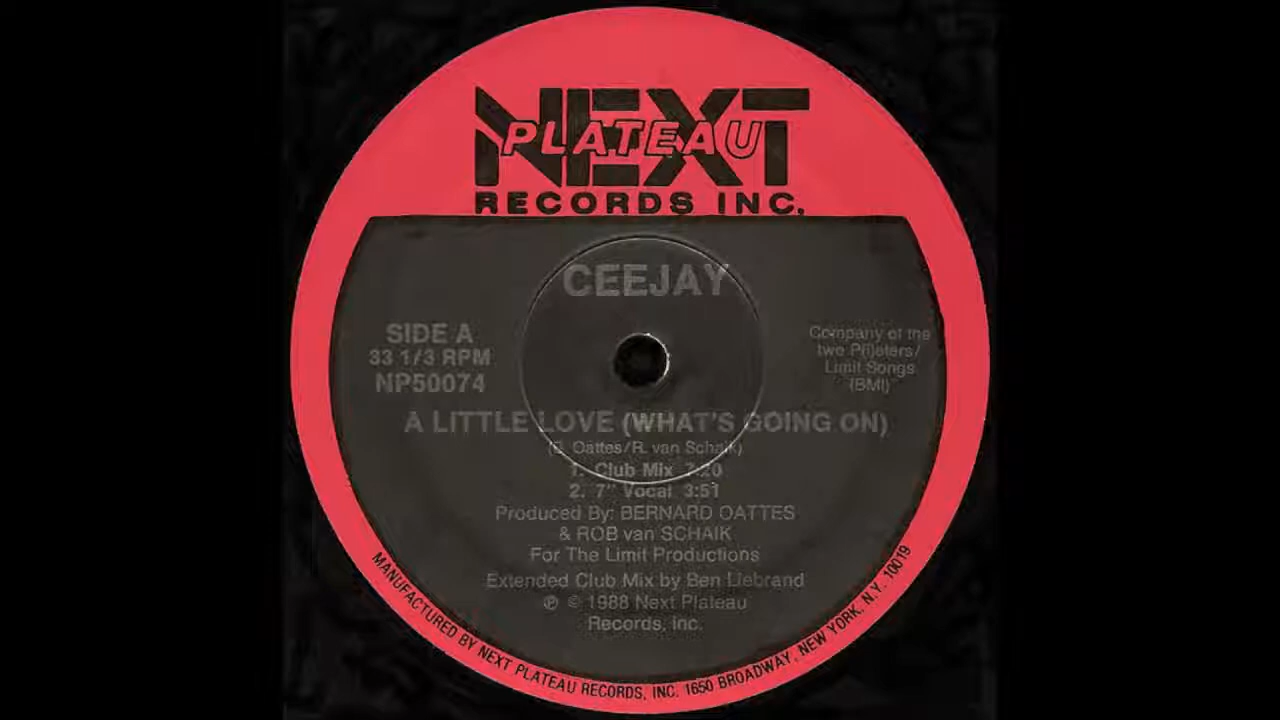 NEXT
PLATEAU
RECORDS INC.
CEEJAY
SIDE A
33 1/3 RPM
NP50074
Company of the
two P(i)eters/
Limit Songs
(BMI)
A LITTLE LOVE (WHAT'S GOING ON)
(B. Oattes/R. van Schaik)
1. Club Mix 7:20
2. 7" Vocal 3:51
Produced By: BERNARD OATTES
& ROB van SCHAIK
For The Limit Productions
Extended Club Mix by Ben Liebrand
℗ © 1988 Next Plateau
Records, Inc.
MANUFACTURED BY NEXT PLATEAU RECORDS, INC. 1650 BROADWAY, NEW YORK, N.Y. 10019